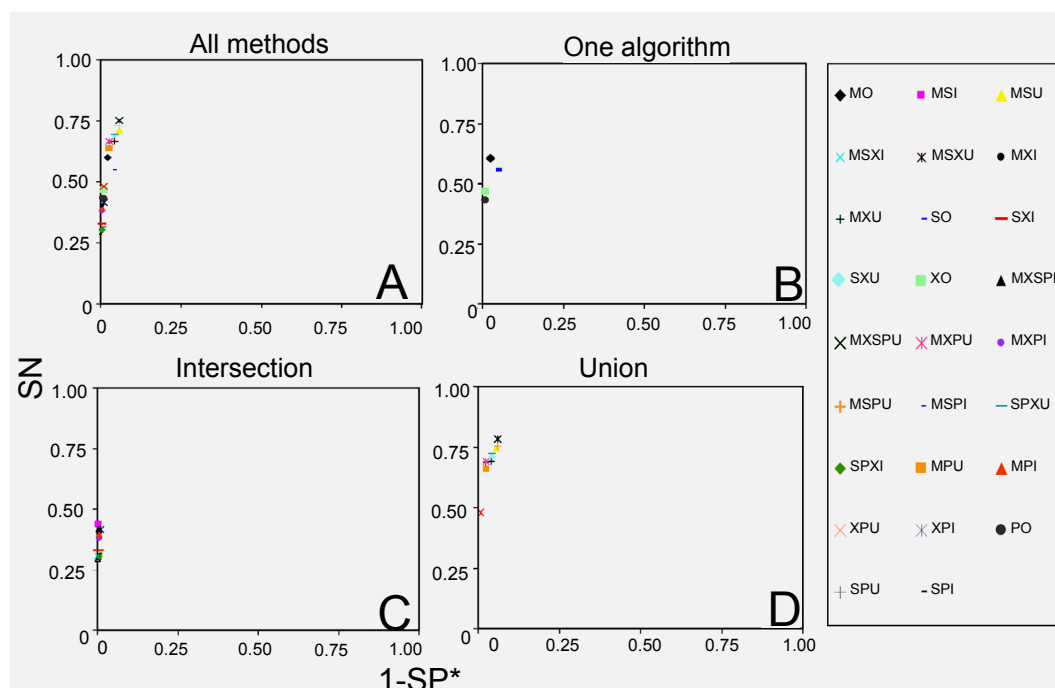 All methods
One algorithm
1.00
0.75
0.50
0.25
0
0
0.25
0.50
0.75
1.00
A
1.00
0.75
0.50
0.25
0
0
0.25
0.50
0.75
1.00
B
Intersection
Union
SN
1.00
0.75
0.50
0.25
0
0
0.25
0.50
0.75
1.00
C
1.00
0.75
0.50
0.25
0
0
0.25
0.50
0.75
1.00
D
1-SP*
MO MSI MSU
MSXI MSXU MXI
MXU SO SXI
SXU XO MXSPI
MXSPU MXPU MXPI
MSPU MSPI SPXU
SPXI MPU MPI
XPU XPI PO
SPU SPI